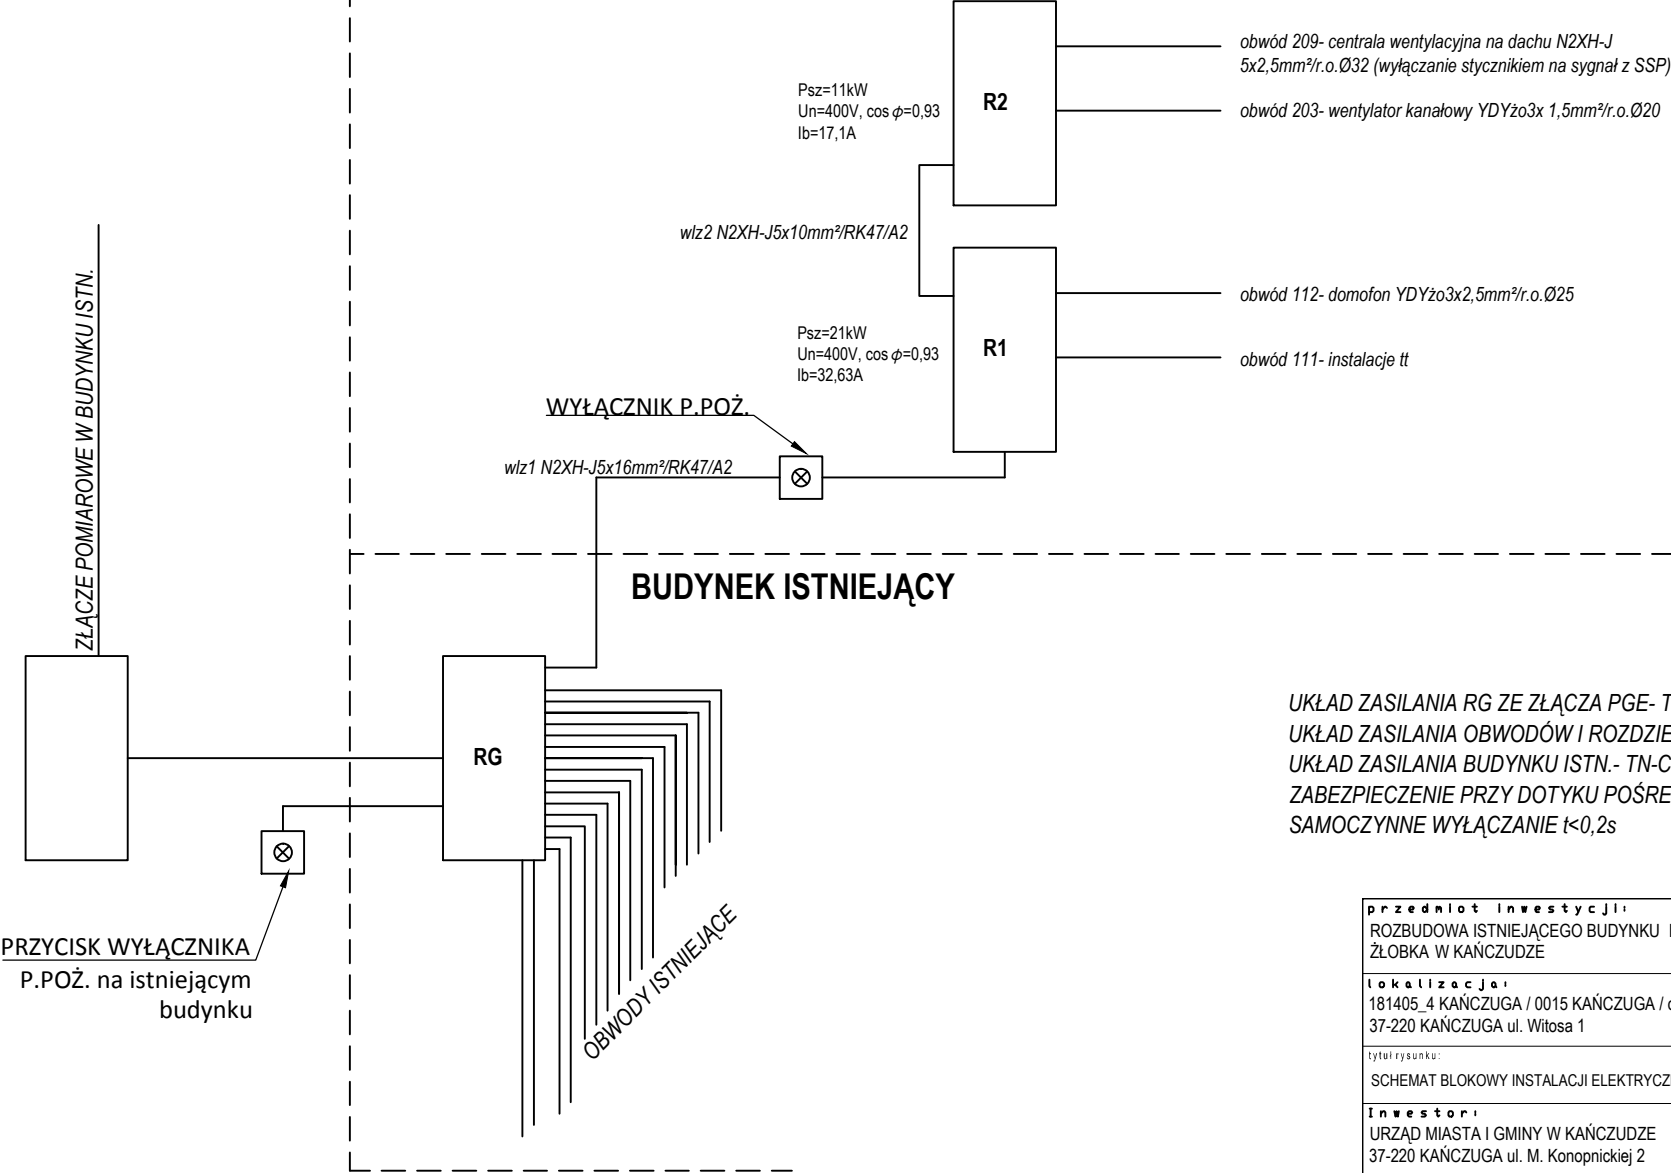 obwód 209- centrala wentylacyjna na dachu N2XH-J
5x2,5mm²/r.o.Ø32 (wyłączanie stycznikiem na sygnał z SSP)
Psz=11kW
Un=400V, cos φ=0,93
Ib=17,1A
R2
obwód 203- wentylator kanałowy YDYżo3x 1,5mm²/r.o.Ø20
wlz2 N2XH-J5x10mm²/RK47/A2
obwód 112- domofon YDYżo3x2,5mm²/r.o.Ø25
Psz=21kW
Un=400V, cos φ=0,93
Ib=32,63A
R1
obwód 111- instalacje tt
ZŁĄCZE POMIAROWE W BUDYNKU ISTN.
WYŁĄCZNIK P.POŻ.
wlz1 N2XH-J5x16mm²/RK47/A2
BUDYNEK ISTNIEJĄCY
RG
UKŁAD ZASILANIA RG ZE ZŁĄCZA PGE- T
UKŁAD ZASILANIA OBWODÓW I ROZDZIE
UKŁAD ZASILANIA BUDYNKU ISTN.- TN-C
ZABEZPIECZENIE PRZY DOTYKU POŚRE
SAMOCZYNNE WYŁĄCZANIE t<0,2s
PRZYCISK WYŁĄCZNIKA
P.POŻ. na istniejącym
budynku
OBWODY ISTNIEJĄCE
przedmiot inwestycji:
ROZBUDOWA ISTNIEJĄCEGO BUDYNKU
ŻŁOBKA W KAŃCZUDZE
lokalizacja:
181405_4 KAŃCZUGA / 0015 KAŃCZUGA /
37-220 KAŃCZUGA ul. Witosa 1
tytuł rysunku:
SCHEMAT BLOKOWY INSTALACJI ELEKTRYCZ
Inwestor:
URZĄD MIASTA I GMINY W KAŃCZUDZE
37-220 KAŃCZUGA ul. M. Konopnickiej 2